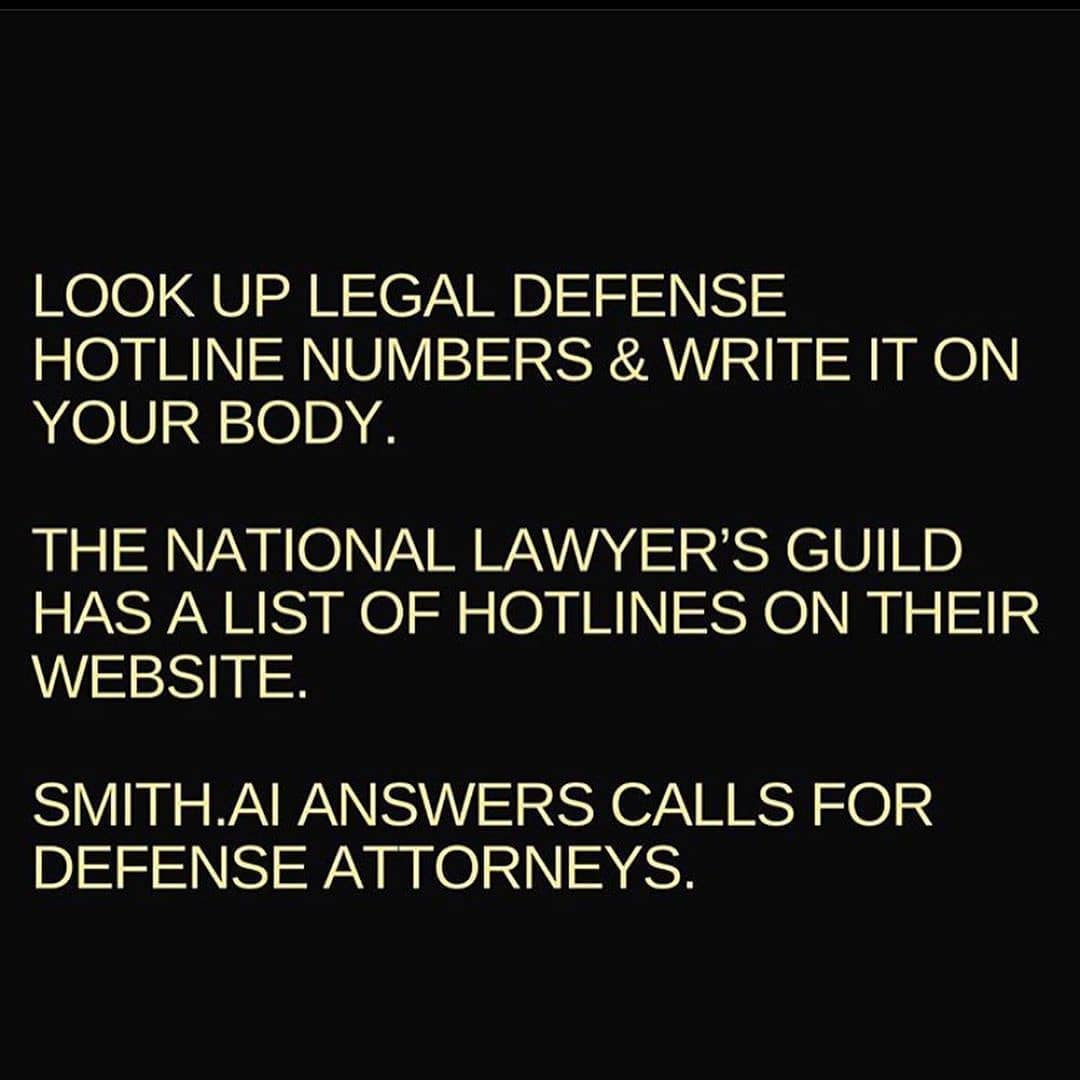 LOOK UP LEGAL DEFENSE
HOTLINE NUMBERS & WRITE IT ON
YOUR BODY.
THE NATIONAL LAWYER’S GUILD
HAS A LIST OF HOTLINES ON THEIR
WEBSITE.
SMITH.AI ANSWERS CALLS FOR
DEFENSE ATTORNEYS.